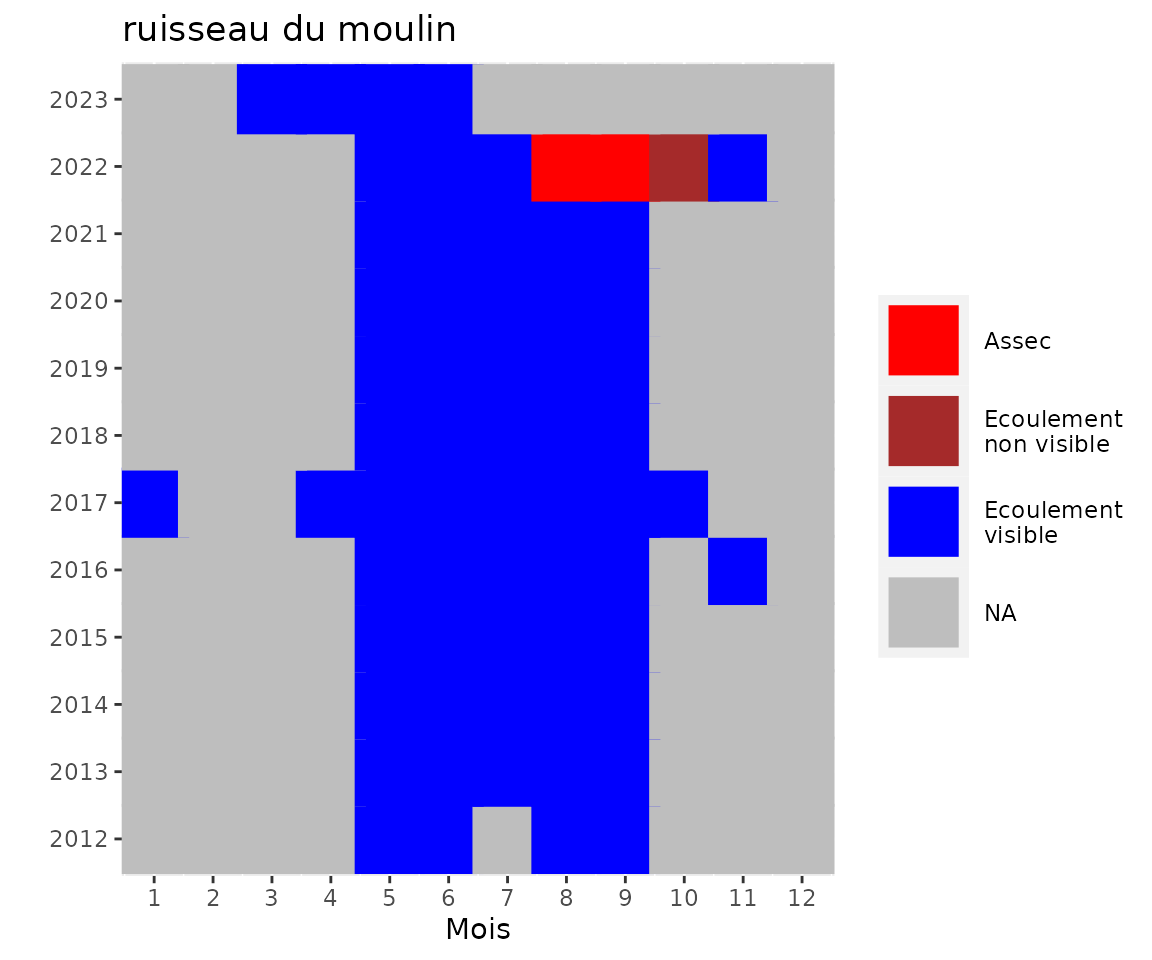 ruisseau du moulin
2023
2022
2021
2020
2019
2018
2017
2016
2015
2014
2013
2012
1 2 3 4 5 6 7 8 9 10 11 12
Mois
Assec
Ecoulement
non visible
Ecoulement
visible
NA